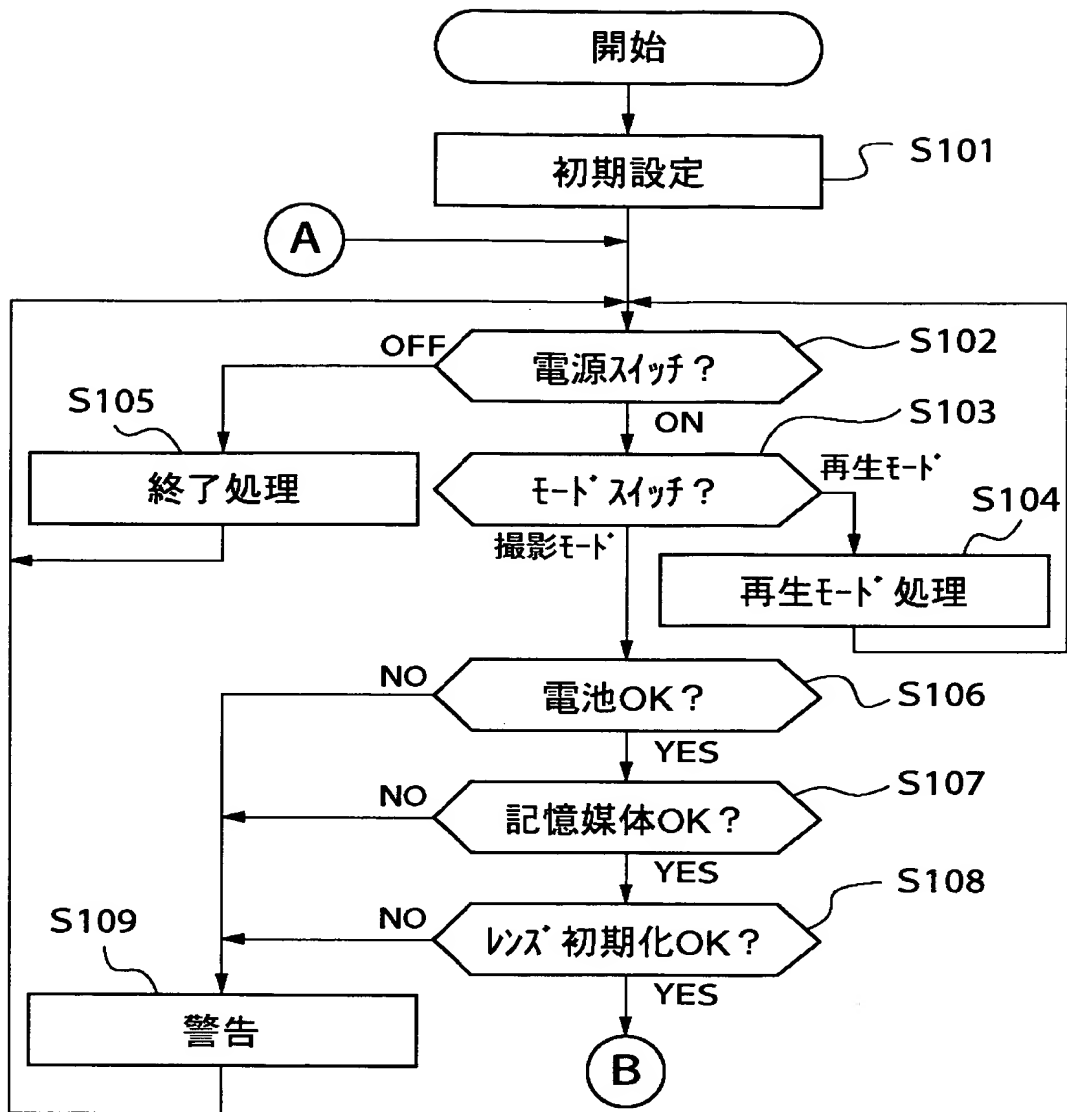 開始
初期設定
S101
A
電源スイッチ？
S102
OFF
ON
S105
終了処理
モードスイッチ？
S103
再生モード
撮影モード
S104
再生モード処理
電池OK？
S106
NO
YES
記憶媒体OK？
S107
NO
YES
レンズ初期化OK？
S108
NO
YES
S109
警告
B